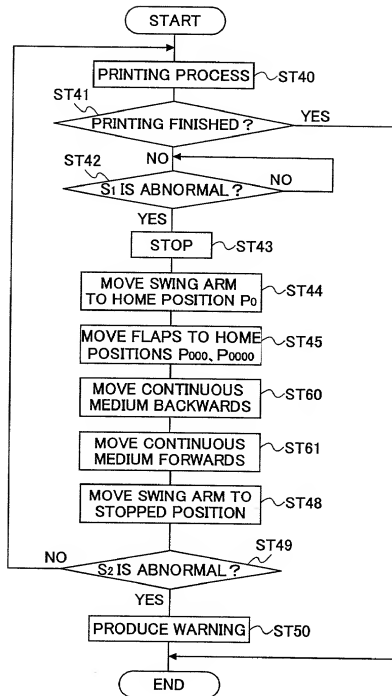 START
PRINTING PROCESS ST40
ST41
PRINTING FINISHED? YES
NO
ST42
S1 IS ABNORMAL? NO
YES
STOP ST43
MOVE SWING ARM
TO HOME POSITION P0
ST44
MOVE FLAPS TO HOME
POSITIONS P000、P0000
ST45
MOVE CONTINUOUS
MEDIUM BACKWARDS
ST60
MOVE CONTINUOUS
MEDIUM FORWARDS
ST61
MOVE SWING ARM TO
STOPPED POSITION
ST48
NO
ST49
S2 IS ABNORMAL?
YES
PRODUCE WARNING ST50
END